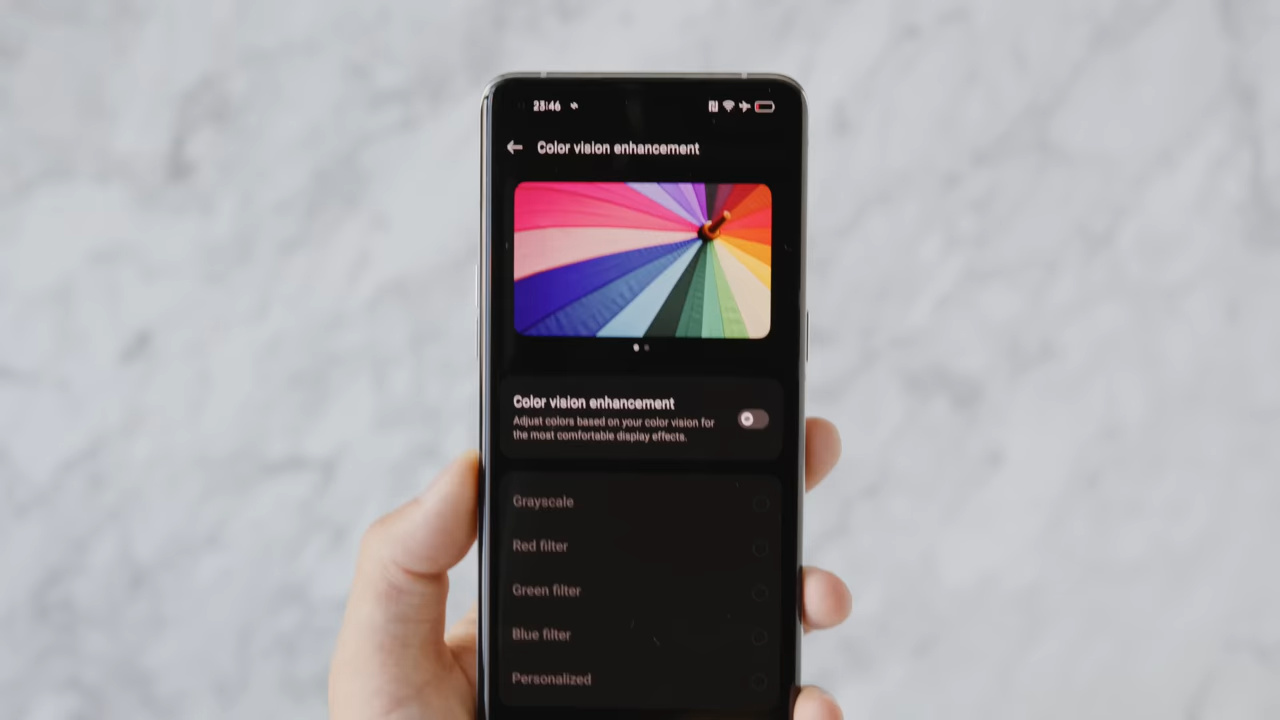 23:46
Color vision enhancement
Color vision enhancement
Adjust colors based on your color vision for
the most comfortable display effects.
Grayscale
Red filter
Green filter
Blue filter
Personalized